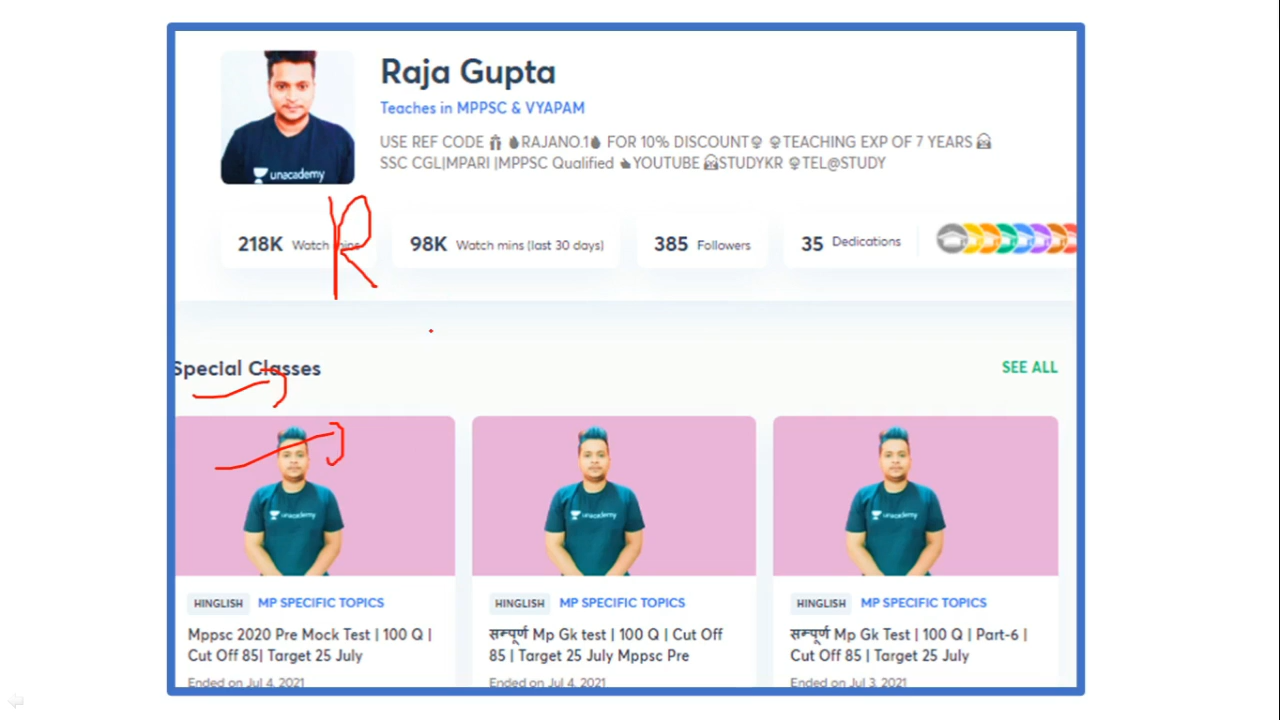 Raja Gupta
Teaches in MPPSC & VYAPAM
USE REF CODE RAJANO.1 FOR 10% DISCOUNT TEACHING EXP OF 7 YEARS
SSC CGL|MPARI |MPPSC Qualified YOUTUBE STUDYKR TEL@STUDY
unacademy
218K Watch mins
98K Watch mins (last 30 days)
385 Followers
35 Dedications
R
Special Classes
SEE ALL
unacademy
unacademy
unacademy
HINGLISH MP SPECIFIC TOPICS
Mppsc 2020 Pre Mock Test | 100 Q |
Cut Off 85| Target 25 July
Ended on Jul 4, 2021
HINGLISH MP SPECIFIC TOPICS
सम्पूर्ण Mp Gk test | 100 Q | Cut Off
85 | Target 25 July Mppsc Pre
Ended on Jul 4, 2021
HINGLISH MP SPECIFIC TOPICS
सम्पूर्ण Mp Gk Test | 100 Q | Part-6 |
Cut Off 85 | Target 25 July
Ended on Jul 3, 2021